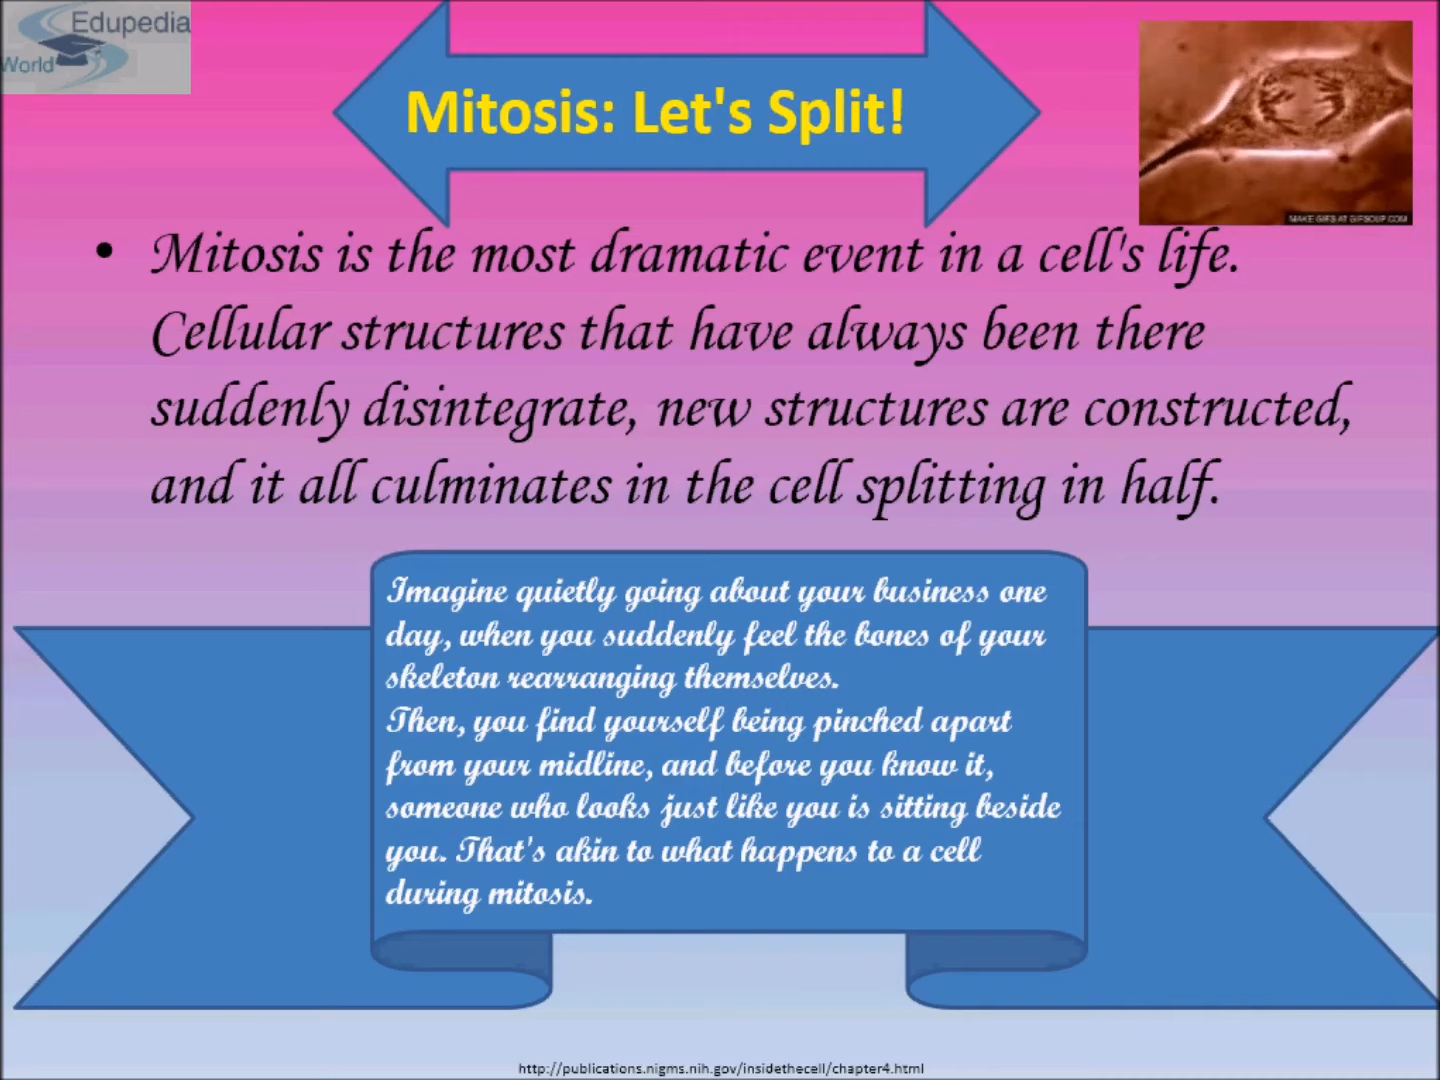 Edupedia
World
Mitosis: Let's Split!
MAKE GIFS AT GIFSOUP.COM
• Mitosis is the most dramatic event in a cell's life.
Cellular structures that have always been there
suddenly disintegrate, new structures are constructed,
and it all culminates in the cell splitting in half.
Imagine quietly going about your business one
day, when you suddenly feel the bones of your
skeleton rearranging themselves.
Then, you find yourself being pinched apart
from your midline, and before you know it,
someone who looks just like you is sitting beside
you. That's akin to what happens to a cell
during mitosis.
http://publications.nigms.nih.gov/insidethecell/chapter4.html